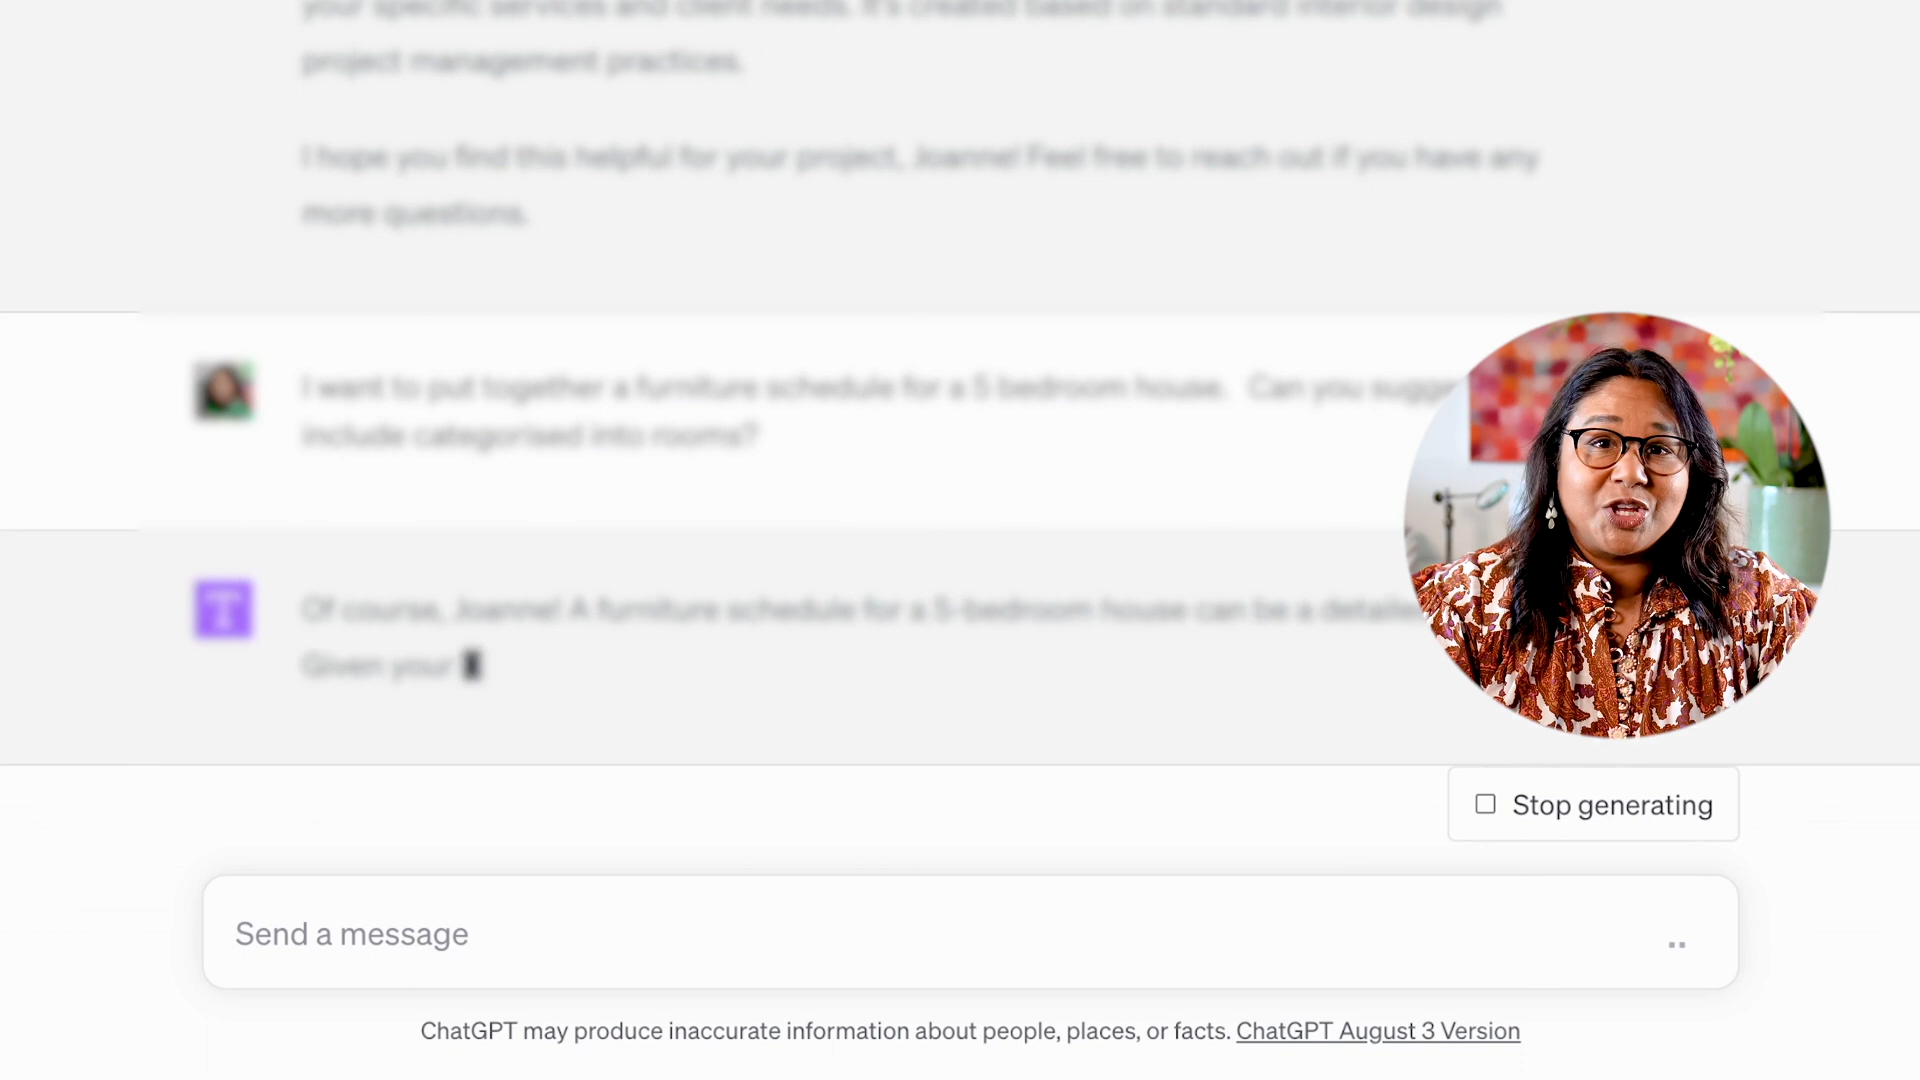 your specific services and client needs. It's created based on standard interior design
project management practices.
I hope you find this helpful for your project, Joanne! Feel free to reach out if you have any
more questions.
I want to put together a furniture schedule for a 5 bedroom house. Can you
include categorised into rooms?
Of course, Joanne! A furniture schedule for a 5-bedroom house can be a
Given your
Stop generating
Send a message
ChatGPT may produce inaccurate information about people, places, or facts. ChatGPT August 3 Version